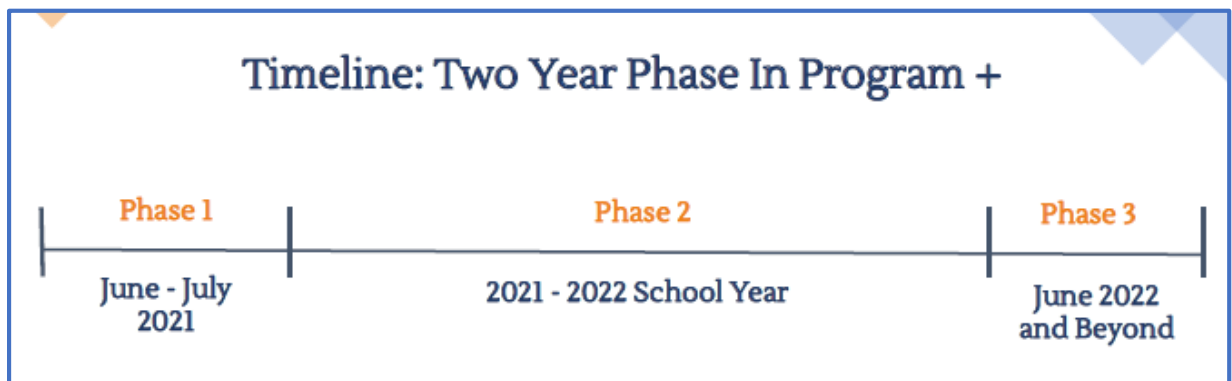 Timeline: Two Year Phase In Program +
Phase 1
Phase 2
Phase 3
June - July
2021
2021 - 2022 School Year
June 2022
and Beyond